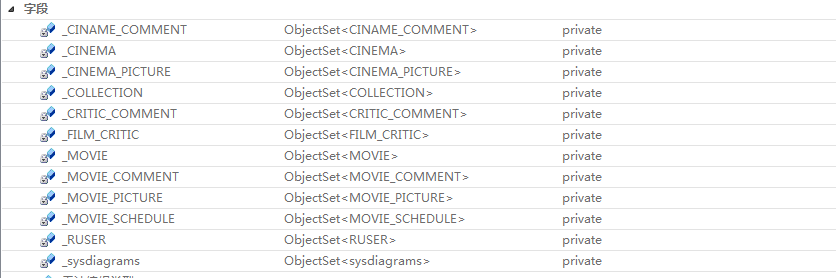 字段
_CINAME_COMMENT ObjectSet<CINAME_COMMENT> private
_CINEMA ObjectSet<CINEMA> private
_CINEMA_PICTURE ObjectSet<CINEMA_PICTURE> private
_COLLECTION ObjectSet<COLLECTION> private
_CRITIC_COMMENT ObjectSet<CRITIC_COMMENT> private
_FILM_CRITIC ObjectSet<FILM_CRITIC> private
_MOVIE ObjectSet<MOVIE> private
_MOVIE_COMMENT ObjectSet<MOVIE_COMMENT> private
_MOVIE_PICTURE ObjectSet<MOVIE_PICTURE> private
_MOVIE_SCHEDULE ObjectSet<MOVIE_SCHEDULE> private
_RUSER ObjectSet<RUSER> private
_sysdiagrams ObjectSet<sysdiagrams> private